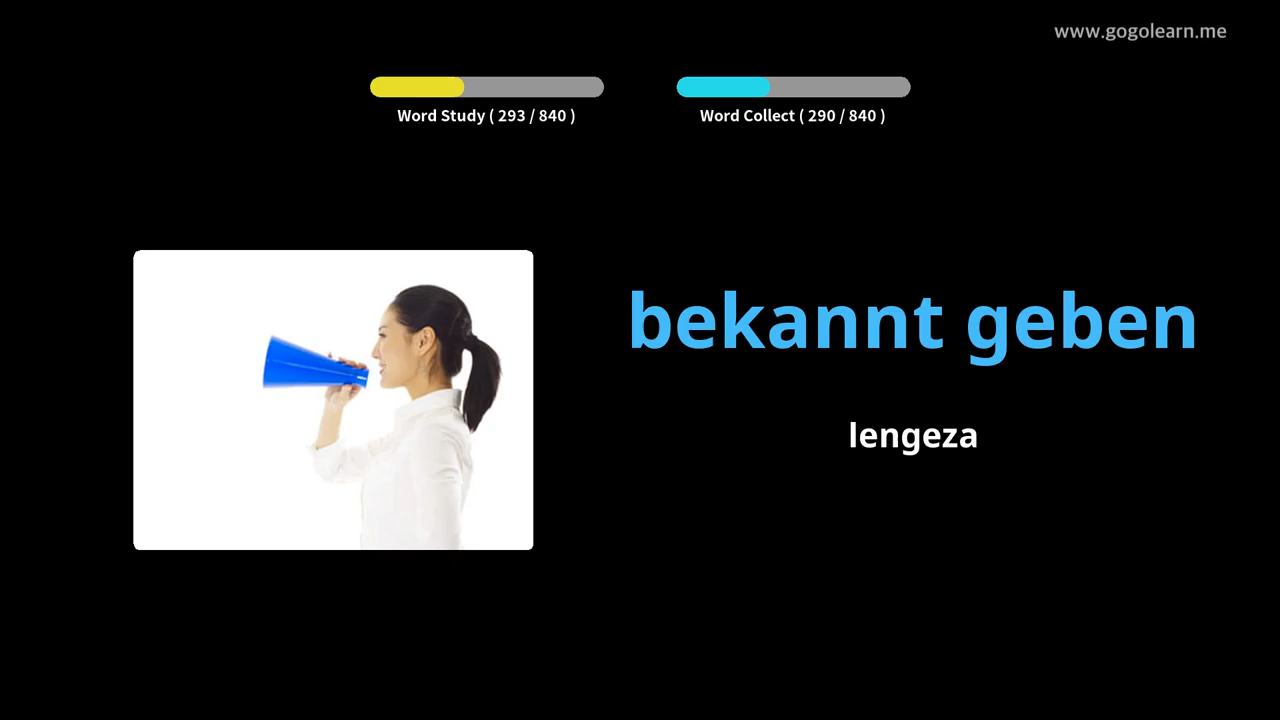 www.gogolearn.me
Word Study ( 293 / 840 )
Word Collect ( 290 / 840 )
bekannt geben
lengeza